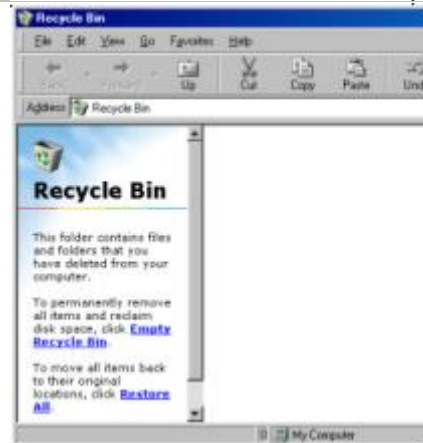 Recycle Bin
File Edit View Go Favorites Help
Up Cut Copy Paste
Address Recycle Bin
Recycle Bin
This folder contains files
and folders that you
have deleted from your
computer.
To permanently remove
all items and reclaim
disk space, click Empty
Recycle Bin.
To move all items back
to their original
locations, click Restore
All.
My Computer